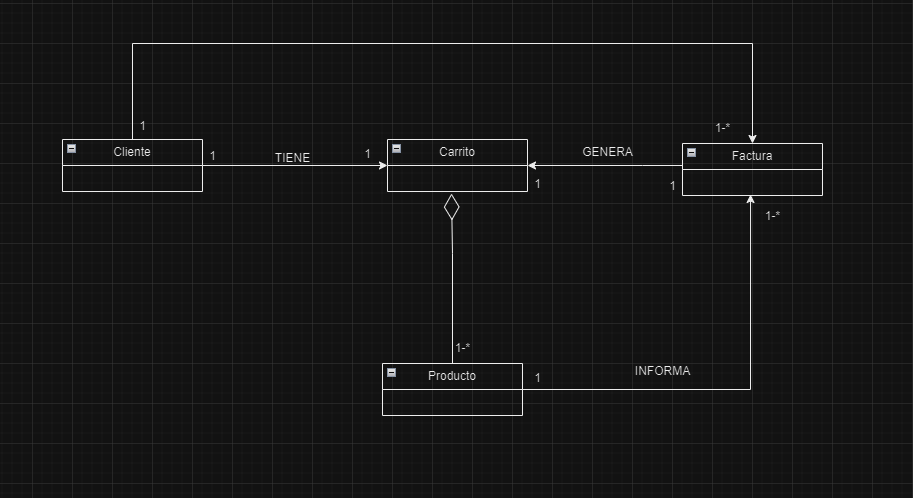 1
1-*
Cliente
1
TIENE
1
Carrito
GENERA
1
1
Factura
1-*
1-*
Producto
1
INFORMA